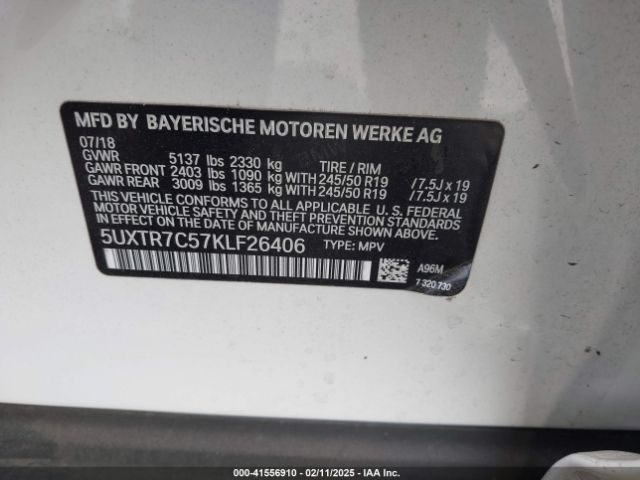 MFD BY BAYERISCHE MOTOREN WERKE AG
07/18
GVWR 5137 lbs 2330 kg TIRE / RIM
GAWR FRONT 2403 lbs 1090 kg WITH 245/50 R19 /7.5J x 19
GAWR REAR 3009 lbs 1365 kg WITH 245/50 R19 /7.5J x 19
THIS VEHICLE CONFORMS TO ALL APPLICABLE U.S. FEDERAL
MOTOR VEHICLE SAFETY AND THEFT PREVENTION STANDARDS
IN EFFECT ON THE DATE OF MANUFACTURE SHOWN ABOVE.
5UXTR7C57KLF26406 TYPE: MPV
A96M
7 320 730
000-41556910 - 02/11/2025 - IAAI.com